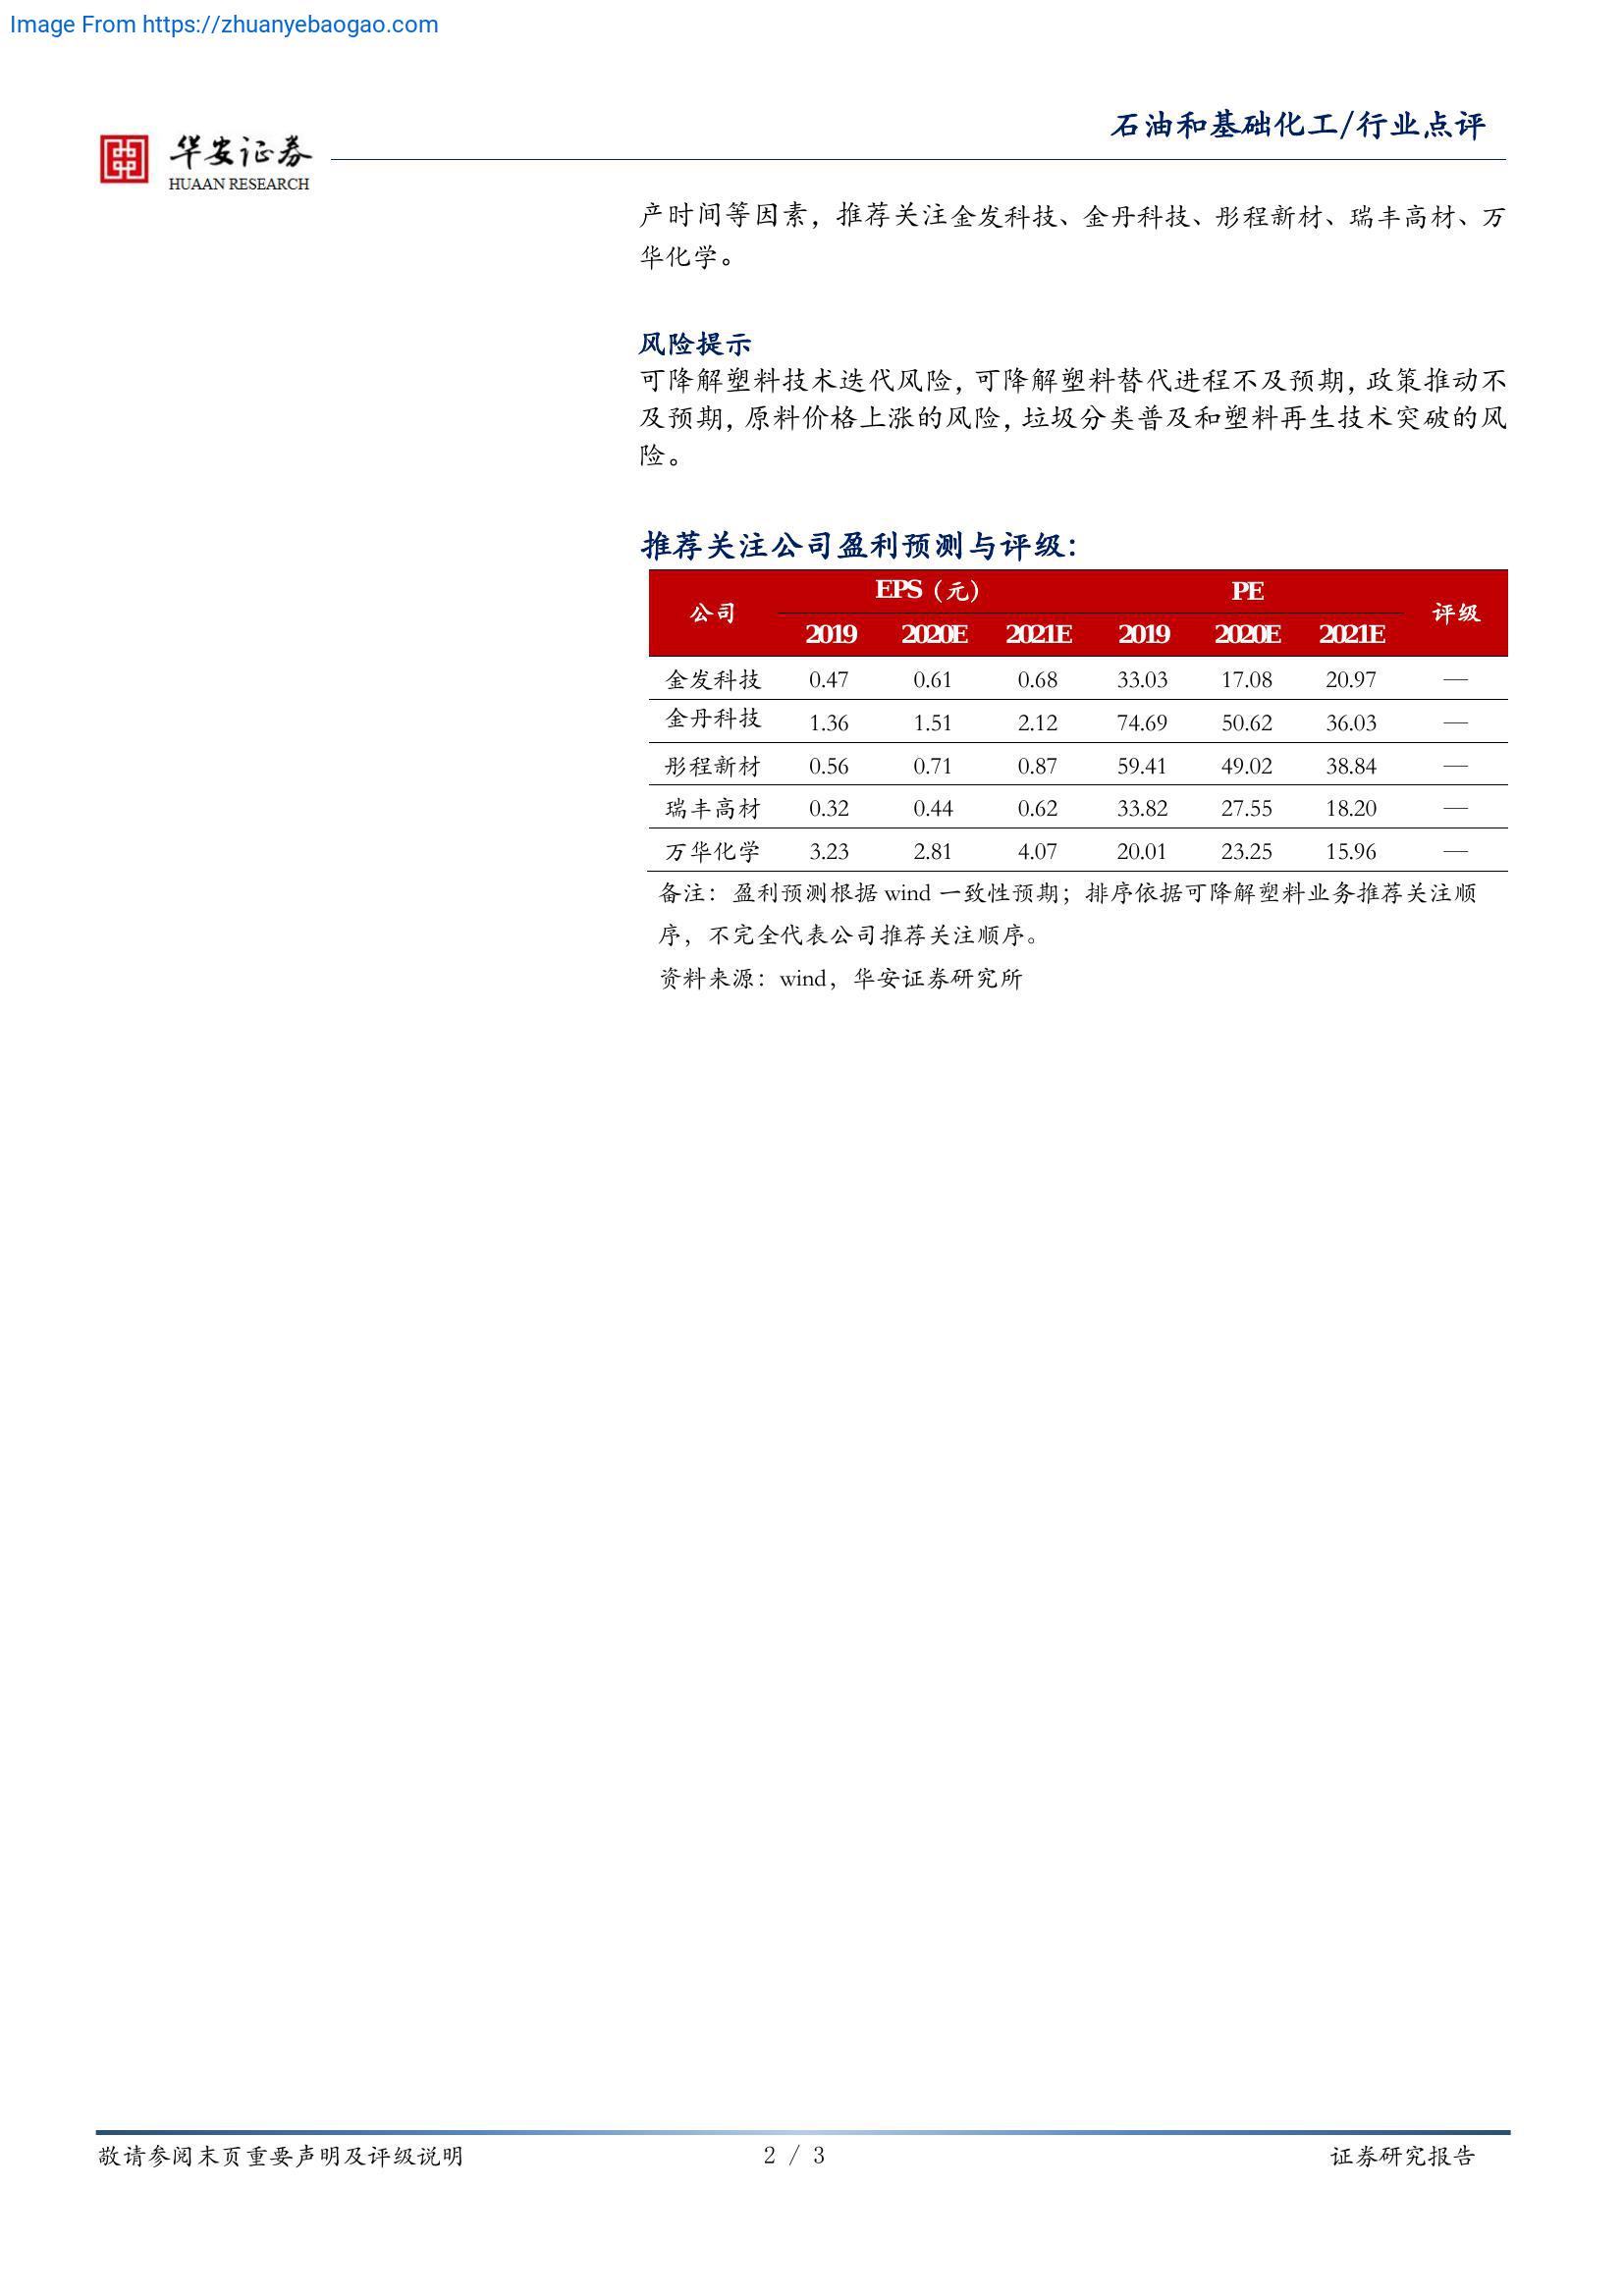 Image From https://zhuanyebaogao.com
石油和基础化工/行业点评
华安证券
HUAAN RESEARCH
产时间等因素，推荐关注金发科技、金丹科技、彤程新材、瑞丰高材、万
华化学。
风险提示
可降解塑料技术迭代风险，可降解塑料替代进程不及预期，政策推动不
及预期，原料价格上涨的风险，垃圾分类普及和塑料再生技术突破的风
险。
推荐关注公司盈利预测与评级：
公司 EPS（元） PE 评级
2019 2020E 2021E 2019 2020E 2021E
金发科技 0.47 0.61 0.68 33.03 17.08 20.97 —
金丹科技 1.36 1.51 2.12 74.69 50.62 36.03 —
彤程新材 0.56 0.71 0.87 59.41 49.02 38.84 —
瑞丰高材 0.32 0.44 0.62 33.82 27.55 18.20 —
万华化学 3.23 2.81 4.07 20.01 23.25 15.96 —
备注：盈利预测根据 wind 一致性预期；排序依据可降解塑料业务推荐关注顺
序，不完全代表公司推荐关注顺序。
资料来源：wind，华安证券研究所
敬请参阅末页重要声明及评级说明 2 / 3 证券研究报告